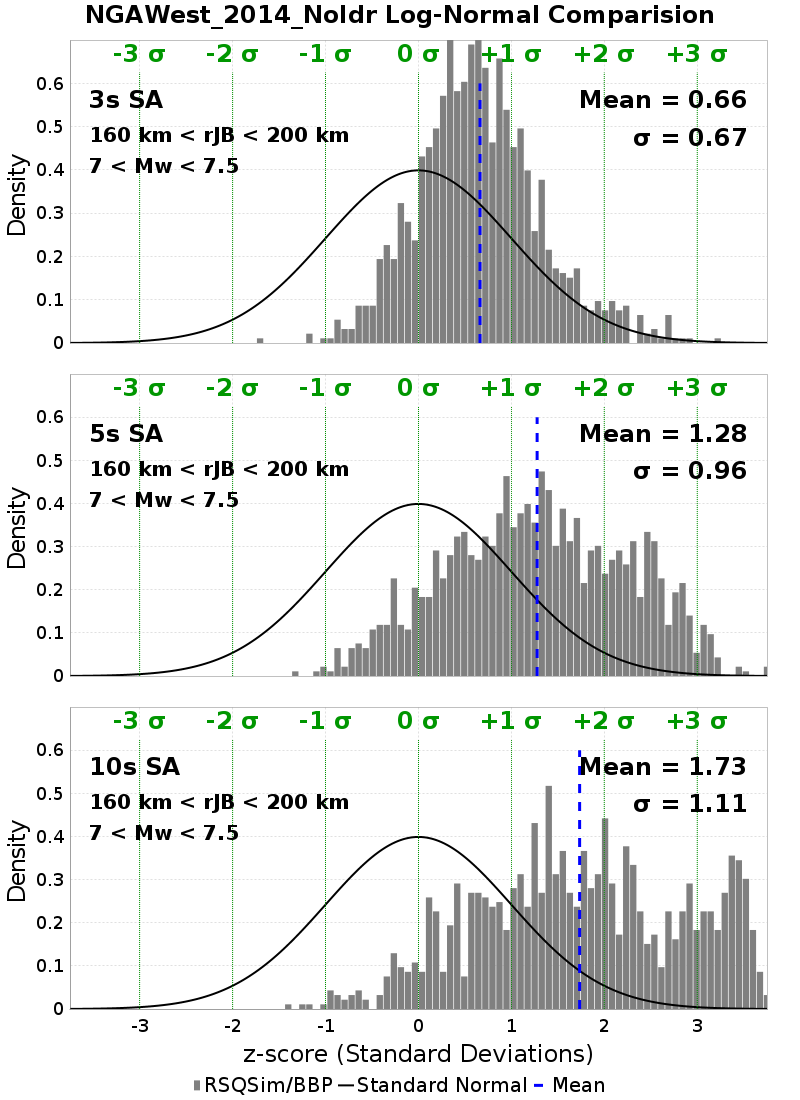 NGAWest_2014_NoIdr Log-Normal Comparision
-3 σ -2 σ -1 σ 0 σ +1 σ +2 σ +3 σ
3s SA
Mean = 0.66
160 km < rJB < 200 km
σ = 0.67
7 < Mw < 7.5
Density
0.6
0.5
0.4
0.3
0.2
0.1
0
-3 σ -2 σ -1 σ 0 σ +1 σ +2 σ +3 σ
5s SA
Mean = 1.28
160 km < rJB < 200 km
σ = 0.96
7 < Mw < 7.5
Density
0.6
0.5
0.4
0.3
0.2
0.1
0
-3 σ -2 σ -1 σ 0 σ +1 σ +2 σ +3 σ
10s SA
Mean = 1.73
160 km < rJB < 200 km
σ = 1.11
7 < Mw < 7.5
Density
0.6
0.5
0.4
0.3
0.2
0.1
0
-3 -2 -1 0 1 2 3
z-score (Standard Deviations)
RSQSim/BBP Standard Normal Mean